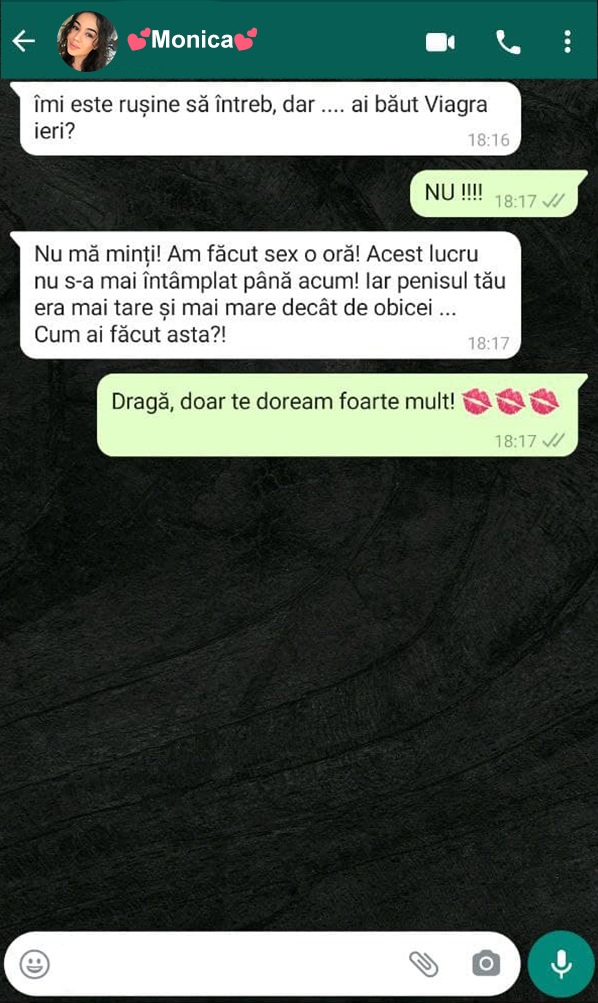 💕Monica💕
îmi este rușine să întreb, dar .... ai băut Viagra
ieri?
18:16
NU !!!!
18:17
Nu mă minți! Am făcut sex o oră! Acest lucru
nu s-a mai întâmplat până acum! Iar penisul tău
era mai tare și mai mare decât de obicei ...
Cum ai făcut asta?!
18:17
Dragă, doar te doream foarte mult! 💋💋💋
18:17